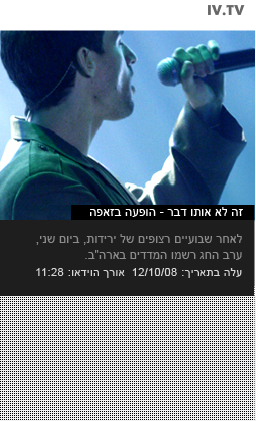 IV.TV
זה לא אותו דבר - הופעה בזאפה
לאחר שבועיים רצופים של ירידות, ביום שני,
ערב החג רשמו המדדים בארה"ב.
עלה בתאריך: 12/10/08 אורך הוידאו: 11:28